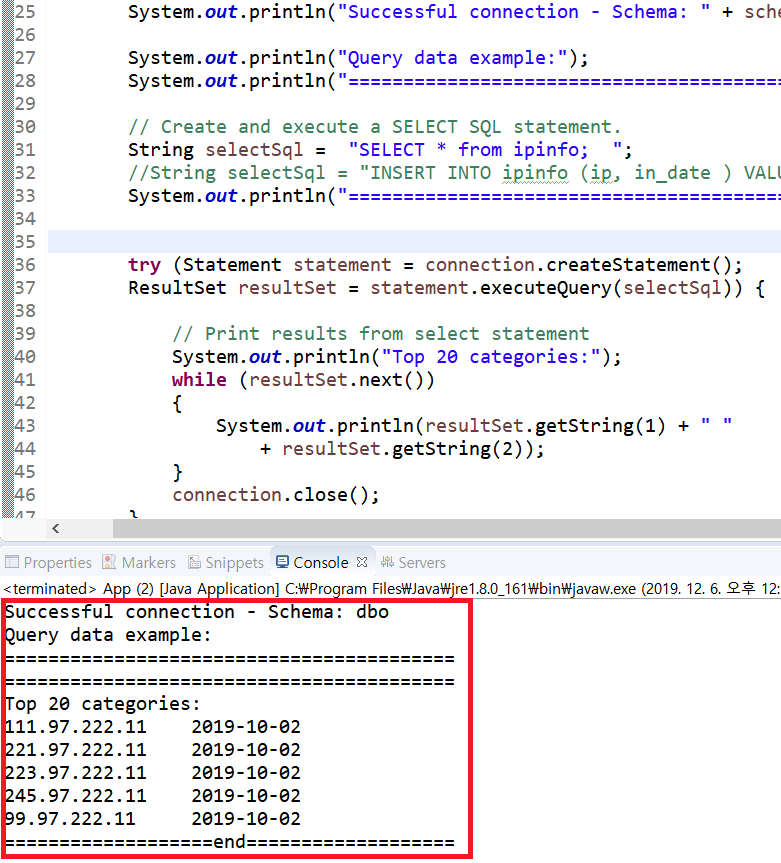 25 System.out.println("Successful connection - Schema: " + sche
26
27 System.out.println("Query data example:");
28 System.out.println("========================================
29
30 // Create and execute a SELECT SQL statement.
31 String selectSql =  "SELECT * from ipinfo;  ";
32 //String selectSql = "INSERT INTO ipinfo (ip, in_date ) VALU
33 System.out.println("========================================
34
35
36 try (Statement statement = connection.createStatement();
37 ResultSet resultSet = statement.executeQuery(selectSql)) {
38
39 // Print results from select statement
40 System.out.println("Top 20 categories:");
41 while (resultSet.next())
42 {
43 System.out.println(resultSet.getString(1) + " "
44 + resultSet.getString(2));
45 }
46 connection.close();
47 }
Properties Markers Snippets Console Servers
<terminated> App (2) [Java Application] C:₩Program Files₩Java₩jre1.8.0_161₩bin₩javaw.exe (2019. 12. 6. 오후 12:
Successful connection - Schema: dbo
Query data example:
=========================================
=========================================
Top 20 categories:
111.97.222.11    2019-10-02
221.97.222.11    2019-10-02
223.97.222.11    2019-10-02
245.97.222.11    2019-10-02
99.97.222.11     2019-10-02
===================end===================